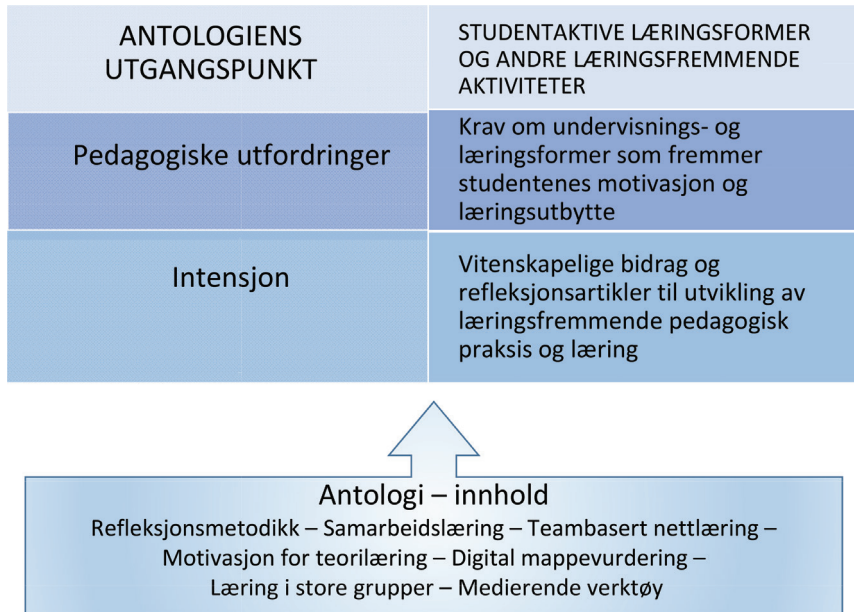 ANTOLOGIENS
UTGANGSPUNKT
STUDENTAKTIVE LÆRINGSFORMER
OG ANDRE LÆRINGSFREMMENDE
AKTIVITETER
Pedagogiske utfordringer
Krav om undervisnings- og
læringsformer som fremmer
studentenes motivasjon og
læringsutbytte
Intensjon
Vitenskapelige bidrag og
refleksjonsartikler til utvikling av
læringsfremmende pedagogisk
praksis og læring
Antologi – innhold
Refleksjonsmetodikk – Samarbeidslæring – Teambasert nettlæring –
Motivasjon for teorilæring – Digital mappevurdering –
Læring i store grupper – Medierende verktøy